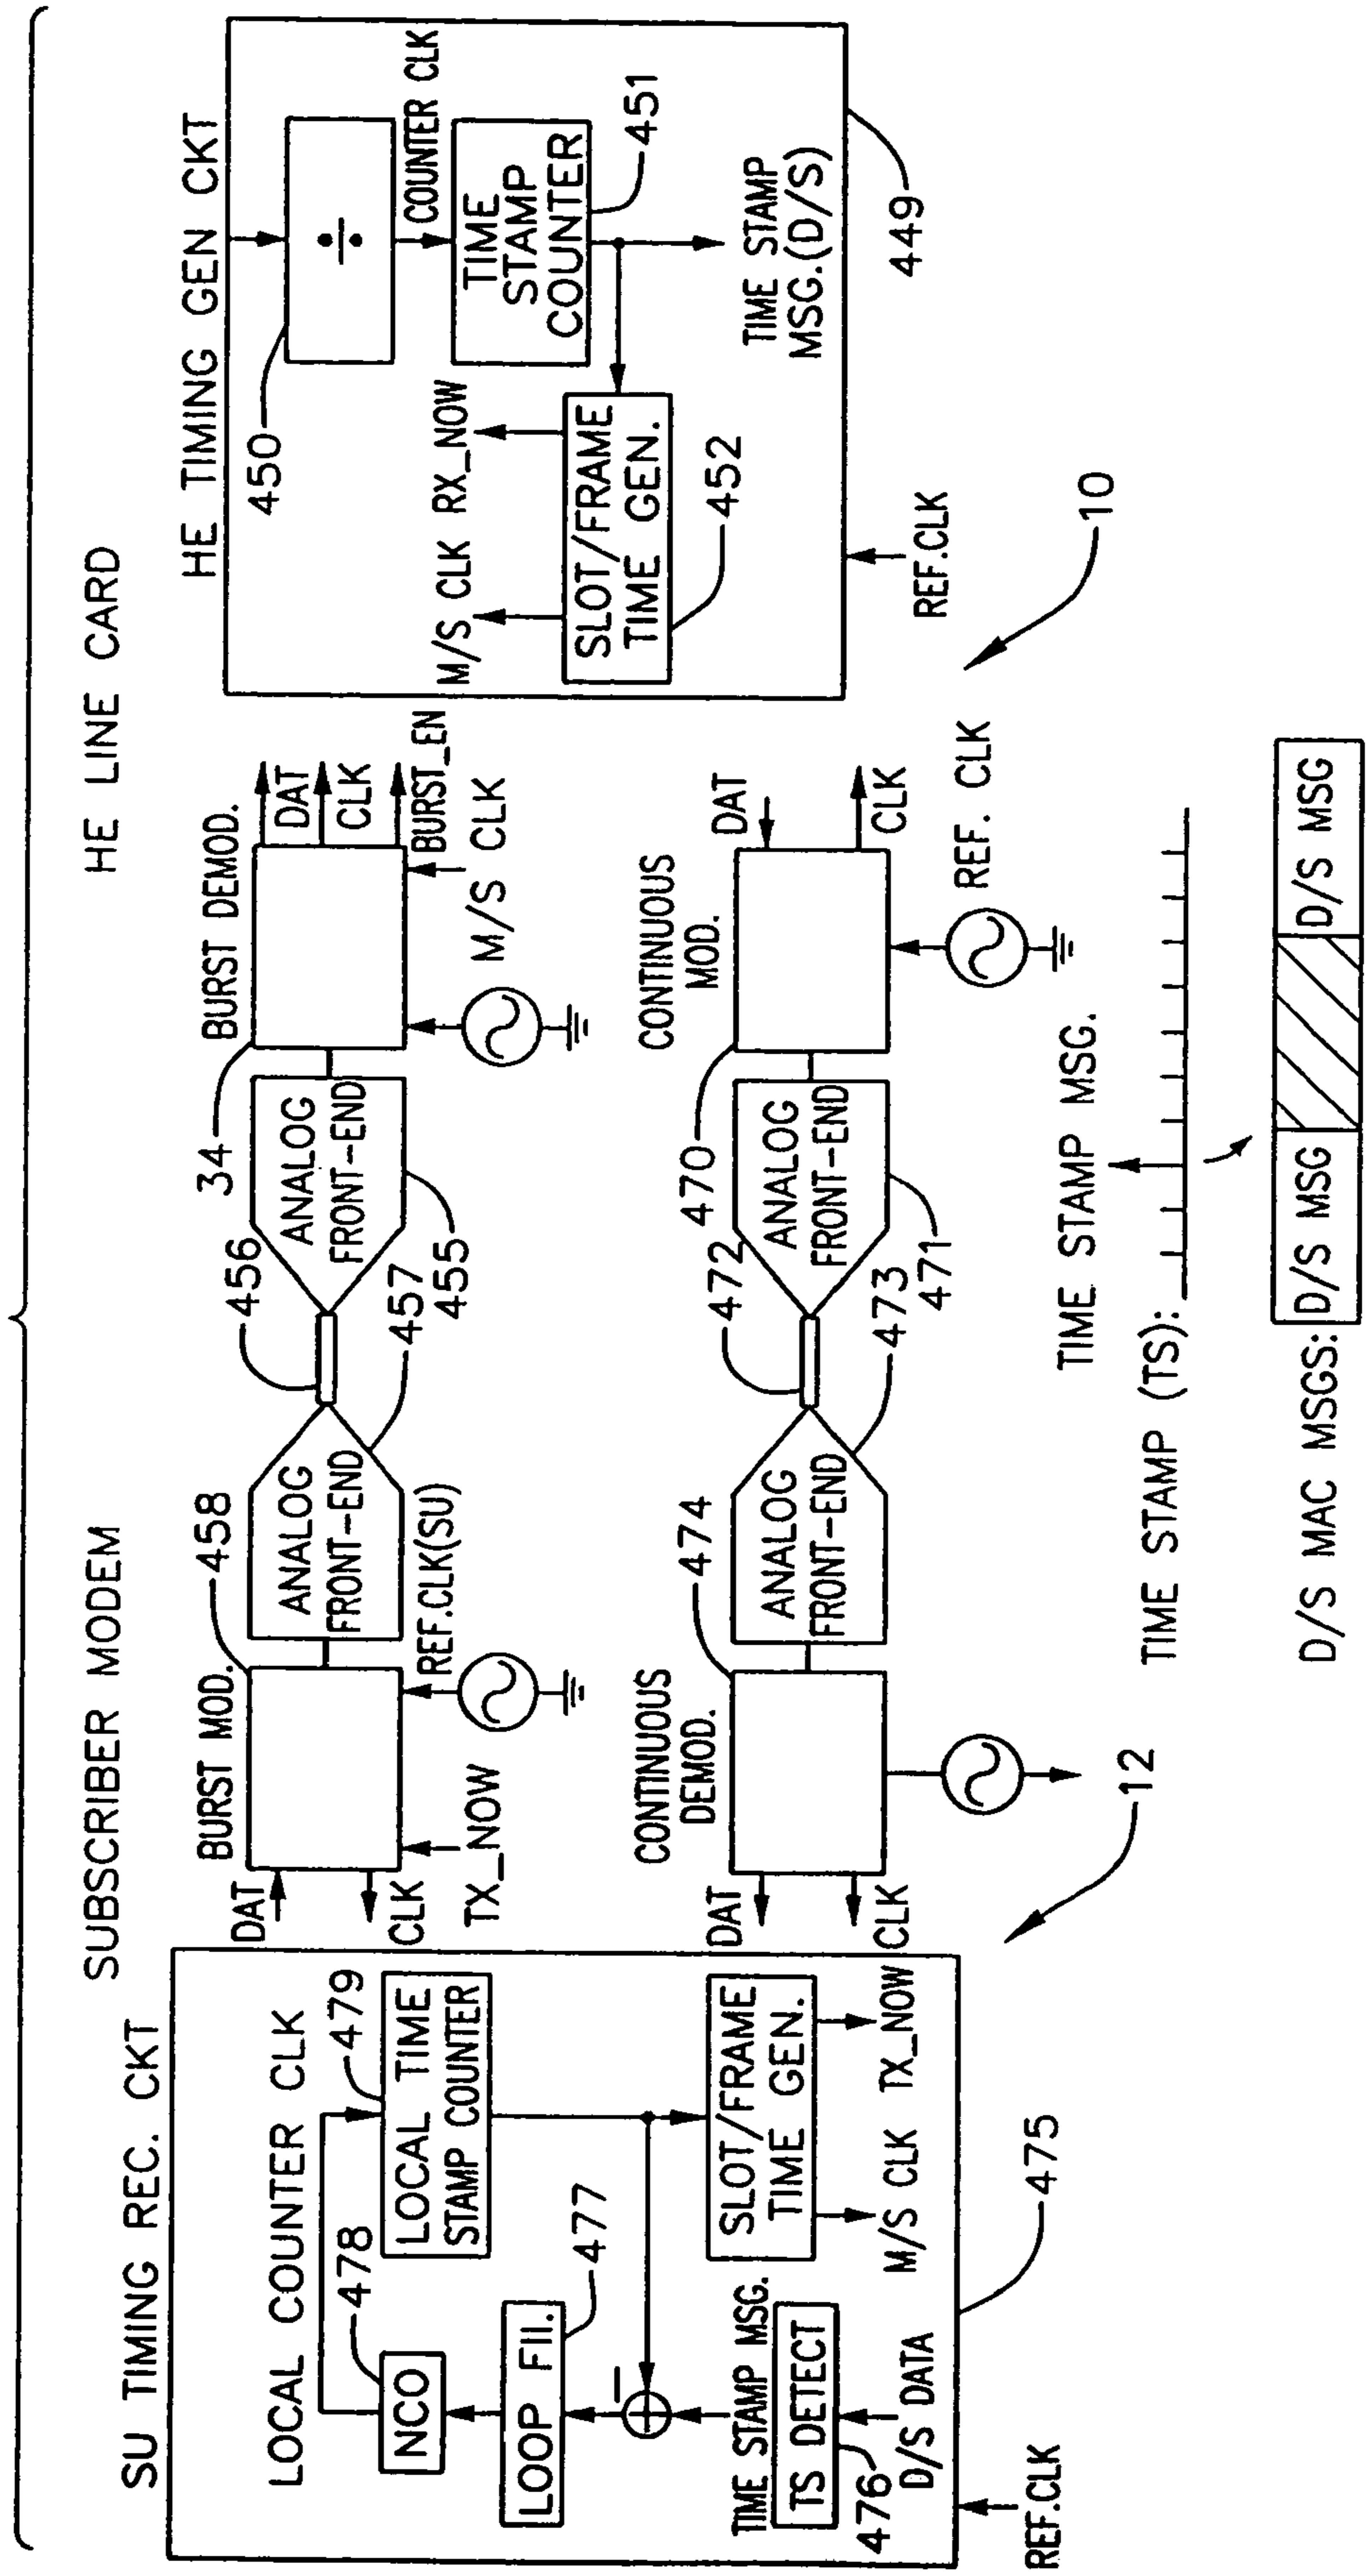 SUBSCRIBER MODEM
HE LINE CARD
SU TIMING REC. CKT
LOCAL COUNTER CLK
478
479
NCO
LOCAL TIME
STAMP COUNTER
LOOP FIL.
477
TIME STAMP MSG.
TS DETECT
476
D/S DATA
SLOT/FRAME
TIME GEN.
M/S CLK
TX_NOW
REF.CLK
475
BURST MOD.
458
DAT
CLK
TX_NOW
REF.CLK(SU)
ANALOG
FRONT-END
457
456
ANALOG
FRONT-END
455
34
BURST DEMOD.
DAT
CLK
BURST_EN
M/S CLK
CONTINUOUS
DEMOD.
474
DAT
CLK
ANALOG
FRONT-END
473
472
ANALOG
FRONT-END
471
470
CONTINUOUS
MOD.
DAT
CLK
REF. CLK
12
10
HE TIMING GEN CKT
450
÷
COUNTER CLK
TIME
STAMP
COUNTER
451
M/S CLK
RX_NOW
SLOT/FRAME
TIME GEN.
452
TIME STAMP
MSG.(D/S)
REF.CLK
449
TIME STAMP MSG.
TIME STAMP (TS):
D/S MAC MSGS:
D/S MSG
D/S MSG